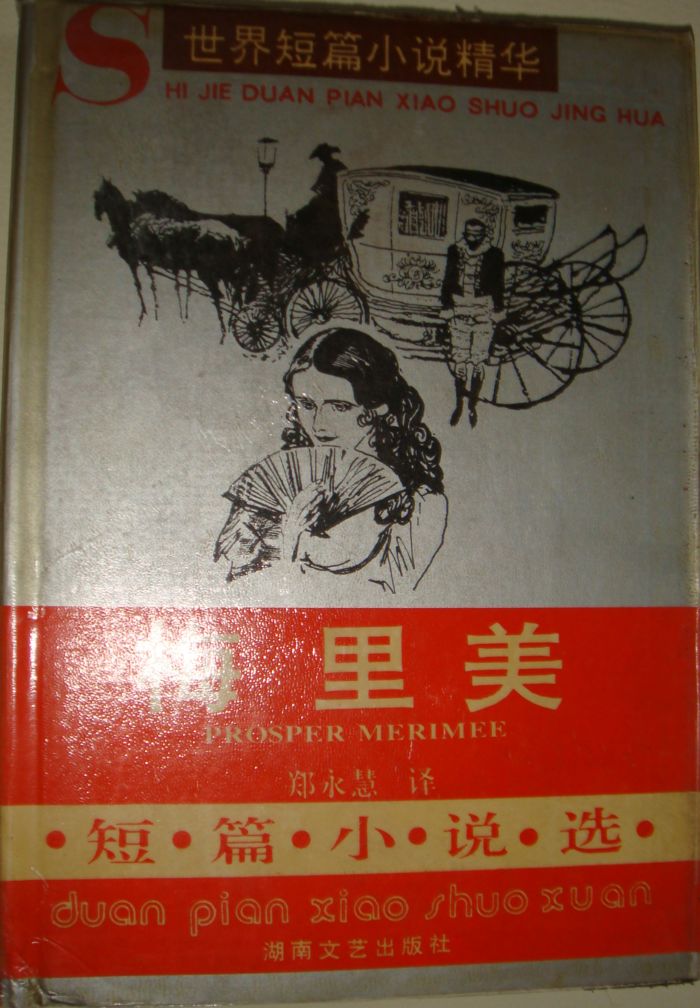 S
世界短篇小说精华
HI JIE DUAN PIAN XIAO SHUO JING HUA
梅里美
PROSPER MERIMEE
郑永慧 译
·短·篇·小·说·选·
duan pian xiao shuo xuan
湖南文艺出版社